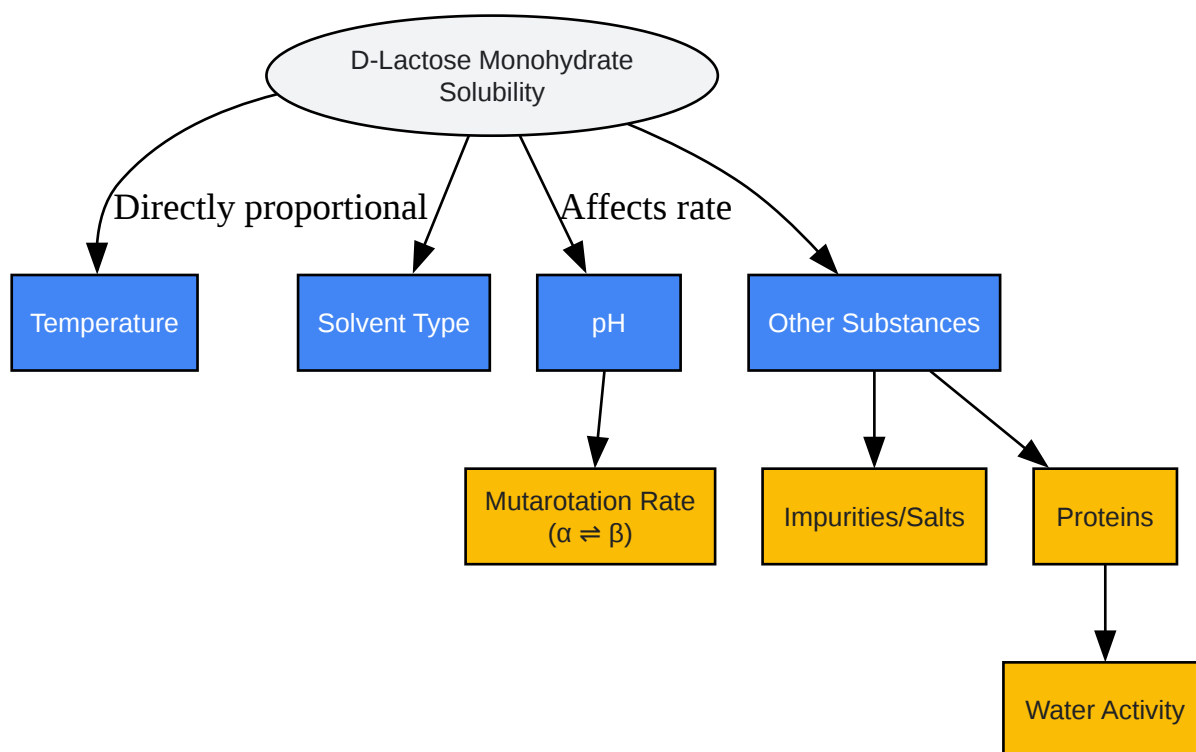 D-Lactose Monohydrate
Solubility
Directly proportional
Affects rate
Temperature
Solvent Type
pH
Other Substances
Mutarotation Rate
(α ⇌ β)
Impurities/Salts
Proteins
Water Activity